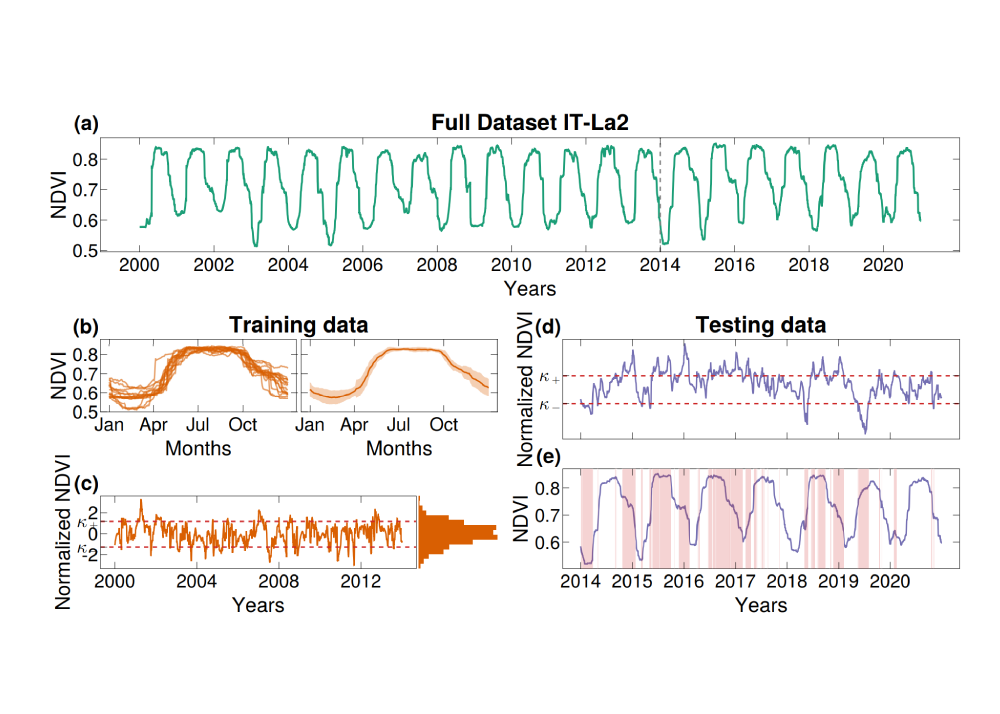 (a)
Full Dataset IT-La2
NDVI
0.8
0.7
0.6
0.5
2000 2002 2004 2006 2008 2010 2012 2014 2016 2018 2020
Years
(b)
Training data
NDVI
0.8
0.7
0.6
0.5
Jan Apr Jul Oct
Months
Jan Apr Jul Oct
Months
(c)
Normalized NDVI
2
κ+
0
κ−
-2
2000 2004 2008 2012
Years
(d)
Testing data
Normalized NDVI
κ+
κ−
(e)
NDVI
0.8
0.7
0.6
2014 2015 2016 2017 2018 2019 2020
Years